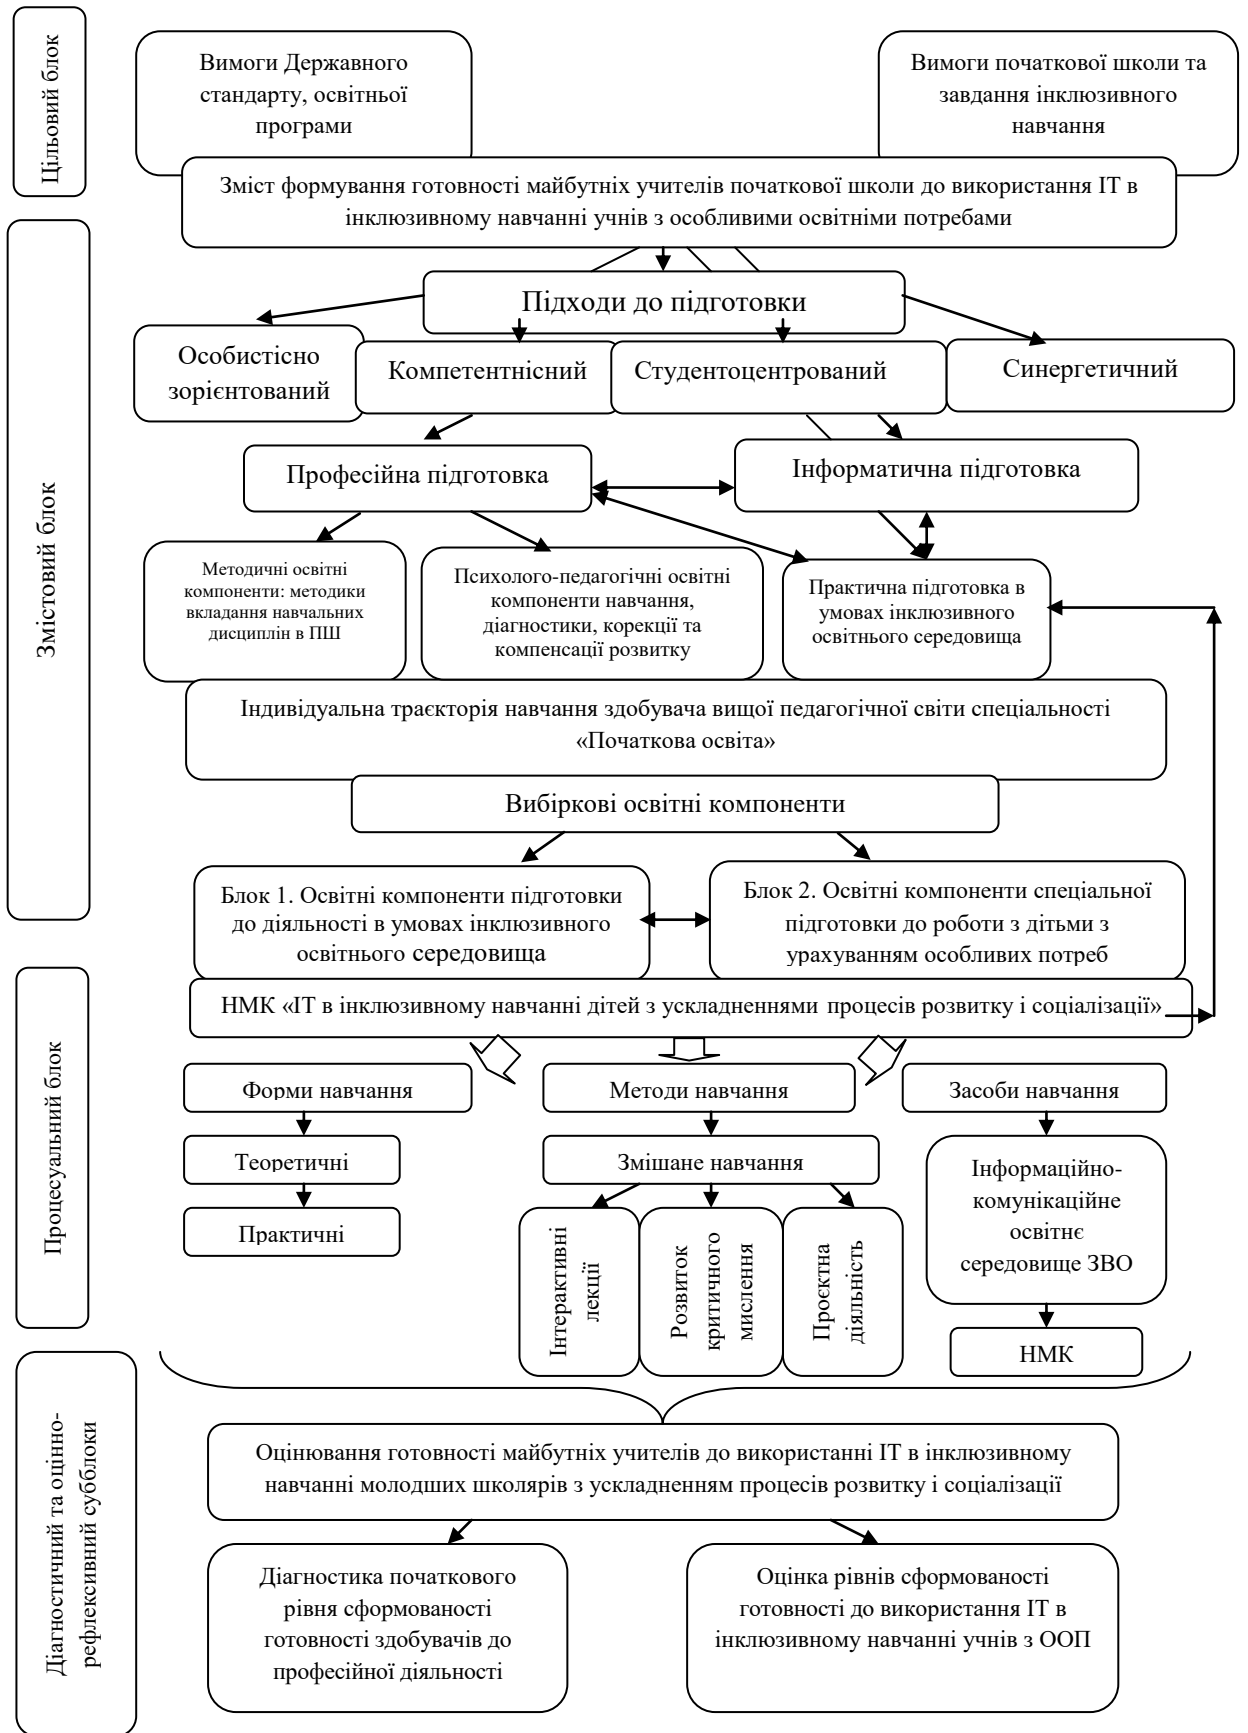 Цільовий блок
Вимоги Державного
стандарту, освітньої
програми
Вимоги початкової школи та
завдання інклюзивного
навчання
Зміст формування готовності майбутніх учителів початкової школи до використання ІТ в
інклюзивному навчанні учнів з особливими освітніми потребами
Змістовий блок
Підходи до підготовки
Особистісно
зорієнтований
Компетентнісний
Студентоцентрований
Синергетичний
Професійна підготовка
Інформатична підготовка
Методичні освітні
компоненти: методики
вкладання навчальних
дисциплін в ПШ
Психолого-педагогічні освітні
компоненти навчання,
діагностики, корекції та
компенсації розвитку
Практична підготовка в
умовах інклюзивного
освітнього середовища
Індивідуальна траєкторія навчання здобувача вищої педагогічної світи спеціальності
«Початкова освіта»
Вибіркові освітні компоненти
Блок 1. Освітні компоненти підготовки
до діяльності в умовах інклюзивного
освітнього середовища
Блок 2. Освітні компоненти спеціальної
підготовки до роботи з дітьми з
урахуванням особливих потреб
Процесуальний блок
НМК «ІТ в інклюзивному навчанні дітей з ускладненнями процесів розвитку і соціалізації»
Форми навчання
Методи навчання
Засоби навчання
Теоретичні
Змішане навчання
Інформаційно-
комунікаційне
освітнє
середовище ЗВО
Практичні
Інтерактивні
лекції
Розвиток
критичного
мислення
Проєктна
діяльність
НМК
Діагностичний та оцінно-
рефлексивний субблоки
Оцінювання готовності майбутніх учителів до використанні ІТ в інклюзивному
навчанні молодших школярів з ускладненням процесів розвитку і соціалізації
Діагностика початкового
рівня сформованості
готовності здобувачів до
професійної діяльності
Оцінка рівнів сформованості
готовності до використання ІТ в
інклюзивному навчанні учнів з ООП